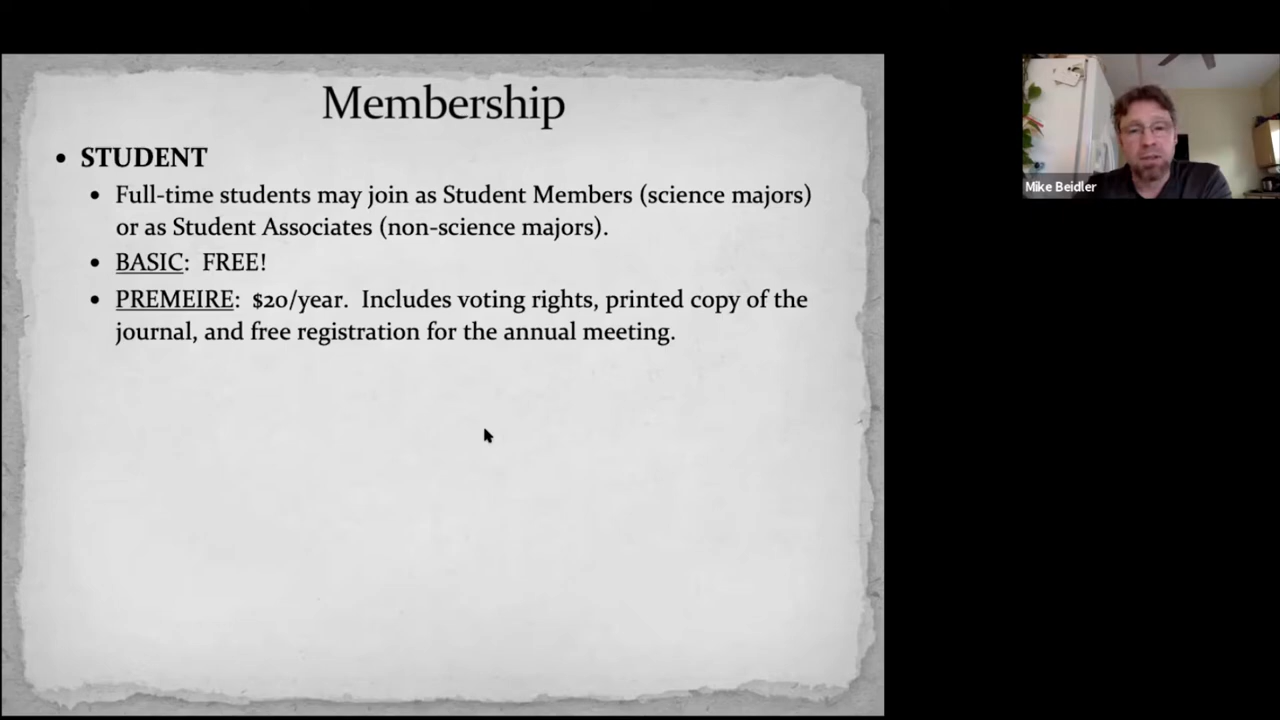 Membership
• STUDENT
• Full-time students may join as Student Members (science majors)
or as Student Associates (non-science majors).
• BASIC: FREE!
• PREMEIRE: $20/year. Includes voting rights, printed copy of the
journal, and free registration for the annual meeting.
Mike Beidler